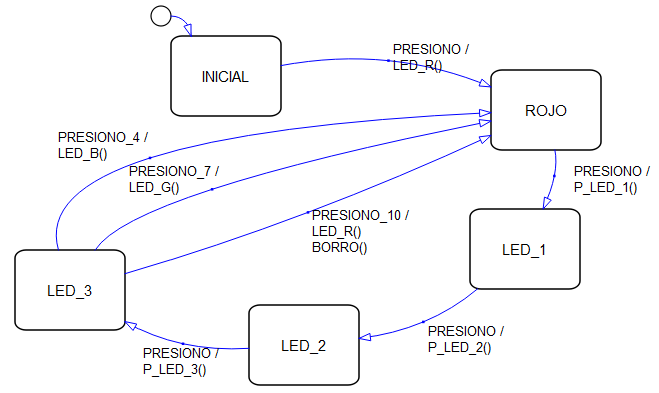 INICIAL
PRESIONO /
LED_R()
ROJO
PRESIONO_4 /
LED_B()
PRESIONO_7 /
LED_G()
PRESIONO /
P_LED_1()
PRESIONO_10 /
LED_R()
BORRO()
LED_1
LED_3
PRESIONO /
P_LED_2()
LED_2
PRESIONO /
P_LED_3()